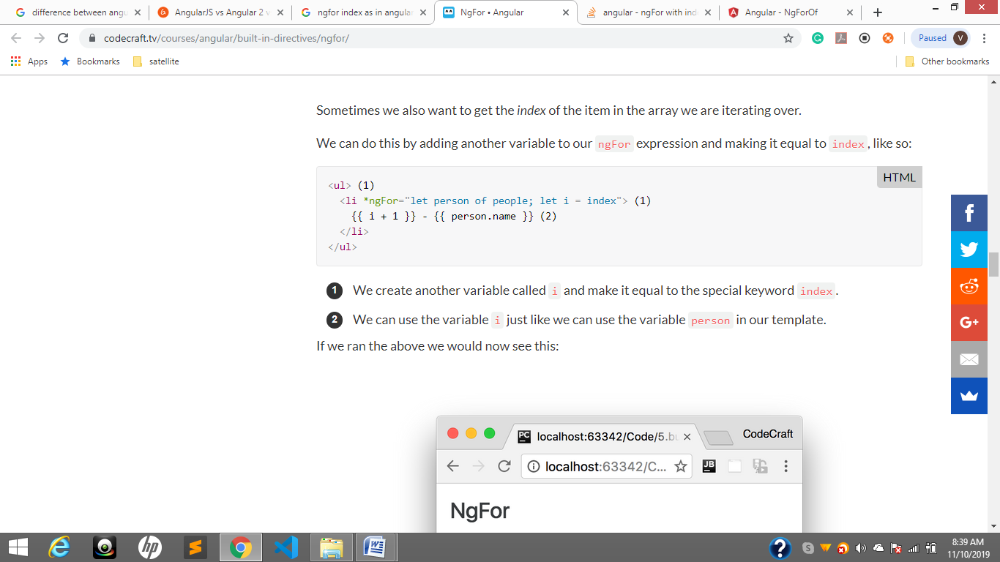 difference between angu
AngularJS vs Angular 2 v
ngfor index as in angular
NgFor • Angular
angular - ngFor with ind
Angular - NgForOf
codecraft.tv/courses/angular/built-in-directives/ngfor/
Paused V
Apps
Bookmarks
satellite
Other bookmarks
Sometimes we also want to get the index of the item in the array we are iterating over.
We can do this by adding another variable to our ngFor expression and making it equal to index, like so:
HTML
<ul> (1)
<li *ngFor="let person of people; let i = index"> (1)
{{ i + 1 }} - {{ person.name }} (2)
</li>
</ul>
1 We create another variable called i and make it equal to the special keyword index.
2 We can use the variable i just like we can use the variable person in our template.
If we ran the above we would now see this:
PC localhost:63342/Code/5.bu
CodeCraft
localhost:63342/C...
JB
NgFor
8:39 AM
11/10/2019